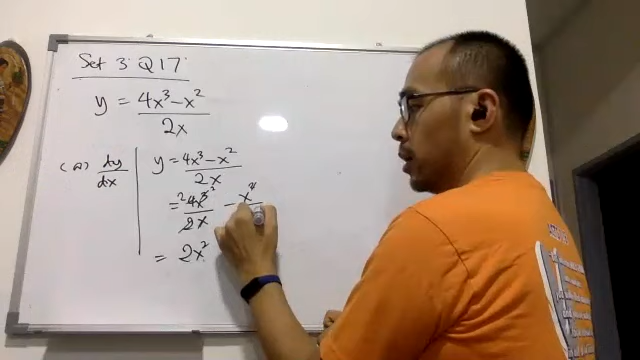 Set 3 Q17
y = 4x³ - x² / 2x
(a) dy/dx
y = 4x³ - x² / 2x
= 4x³ / 2x - x²
= 2x²